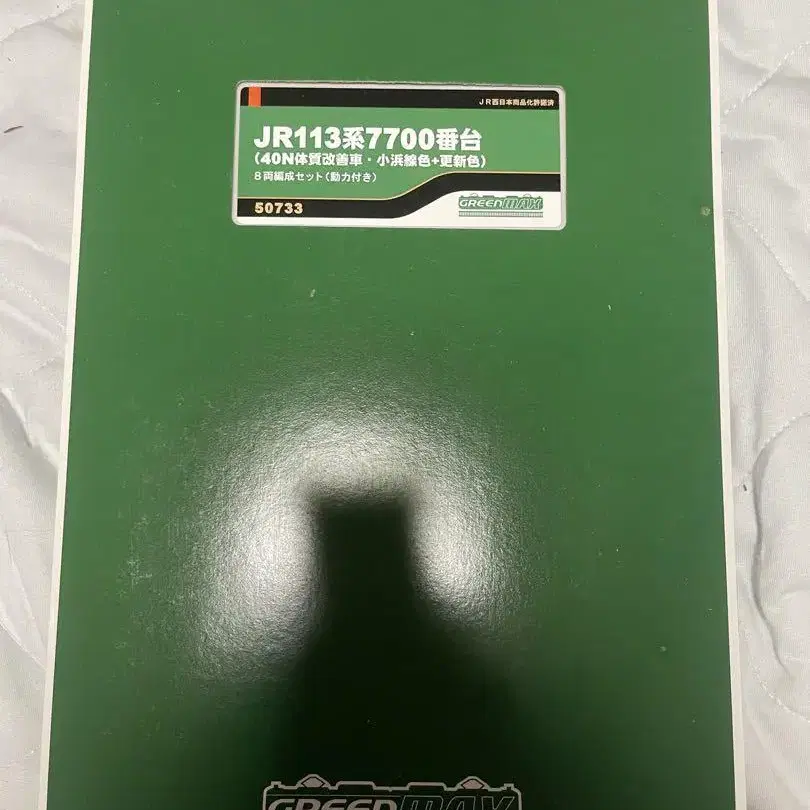 JR西日本商品化許諾済
JR113系7700番台
(40N体質改善車・小浜線色+更新色)
8両編成セット(動力付き)
50733
GREENMAX
GREENMAX